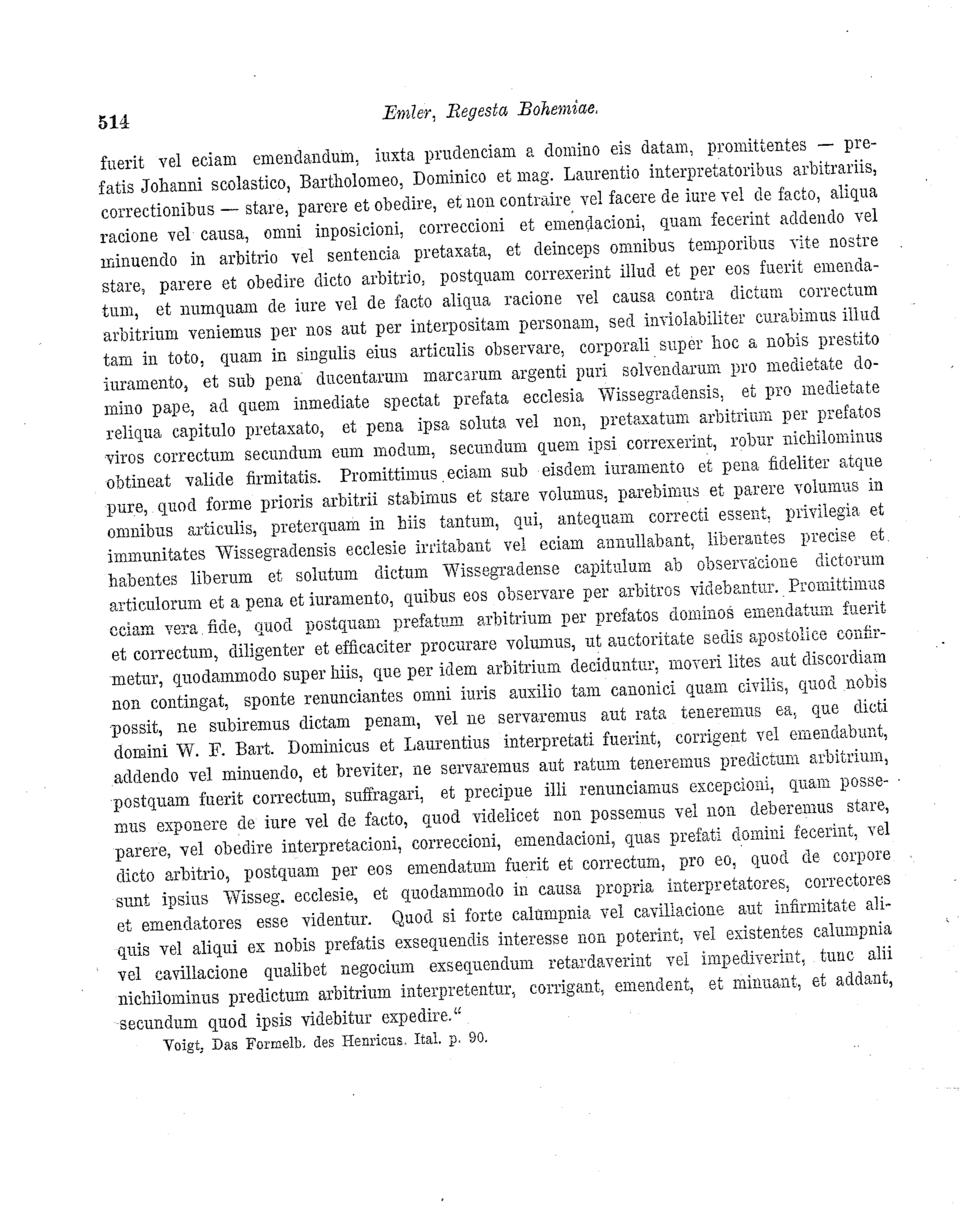 514
Emler, Regesta Bohemiae.
fuerit vel eciam emendandum, iuxta prudenciam a domino eis datam, promittentes — pre-
fatis Johanni scolastico, Bartholomeo, Dominico et mag. Laurentio interpretatoribus arbitrariis,
correctionibus — stare, parere et obedire, et non contraire vel facere de iure vel de facto, aliqua
racione vel causa, omni inposicioni, correccioni et emendacioni, quam fecerint addendo vel
minuendo in arbitrio vel sentencia pretaxata, et deinceps omnibus temporibus vite nostre
stare, parere et obedire dicto arbitrio, postquam correxerint illud et per eos fuerit emenda-
tum, et numquam de iure vel de facto aliqua racione vel causa contra dictum correctum
arbitrium veniemus per nos aut per interpositam personam, sed inviolabiliter curabimus illud
tam in toto, quam in singulis eius articulis observare, corporali super hoc a nobis prestito
iuramento, et sub pena ducentarum marcarum argenti puri solvendarum pro medietate do-
mino pape, ad quem inmediate spectat prefata ecclesia Wissegradensis, et pro medietate
reliqua capitulo pretaxato, et pena ipsa soluta vel non, pretaxatum arbitrium per prefatos
viros correctum secundum eum modum, secundum quem ipsi correxerint, robur nichilominus
obtineat valide firmitatis. Promittimus eciam sub eisdem iuramento et pena fideliter atque
pure, quod forme prioris arbitrii stabimus et stare volumus, parebimus et parere volumus in
omnibus articulis, preterquam in hiis tantum, qui, antequam correcti essent, privilegia et
immunitates Wissegradensis ecclesie irritabant vel eciam annullabant, liberantes precise et
habentes liberum et solutum dictum Wissegradense capitulum ab observacione dictorum
articulorum et a pena et iuramento, quibus eos observare per arbitros videbantur. Promittimus
eciam vera fide, quod postquam prefatum arbitrium per prefatos dominos emendatum fuerit
et correctum, diligenter et efficaciter procurare volumus, ut auctoritate sedis apostolice confir-
metur, quodammodo super hiis, que per idem arbitrium deciduntur, moveri lites aut discordiam
non contingat, sponte renunciantes omni iuris auxilio tam canonici quam civilis, quod nobis
possit, ne subiremus dictam penam, vel ne servaremus aut rata teneremus ea, que dicti
domini W. F. Bart. Dominicus et Laurentius interpretati fuerint, corrigent vel emendabunt,
addendo vel minuendo, et breviter, ne servaremus aut ratum teneremus predictum arbitrium,
postquam fuerit correctum, suffragari, et precipue illi renunciamus excepcioni, quam posse-
mus exponere de iure vel de facto, quod videlicet non possemus vel non deberemus stare,
parere, vel obedire interpretacioni, correccioni, emendacioni, quas prefati domini fecerint, vel
dicto arbitrio, postquam per eos emendatum fuerit et correctum, pro eo, quod de corpore
sunt ipsius Wisseg. ecclesie, et quodammodo in causa propria interpretatores, correctores
et emendatores esse videntur. Quod si forte calumpnia vel cavillacione aut infirmitate ali-
quis vel aliqui ex nobis prefatis exsequendis interesse non poterint, vel existentes calumpnia
vel cavillacione qualibet negocium exsequendum retardaverint vel impediverint, tunc alii
nichilominus predictum arbitrium interpretentur, corrigant, emendent, et minuant, et addant,
secundum quod ipsis videbitur expedire.“
Voigt, Das Formelb. des Henricus. Ital. p. 90.